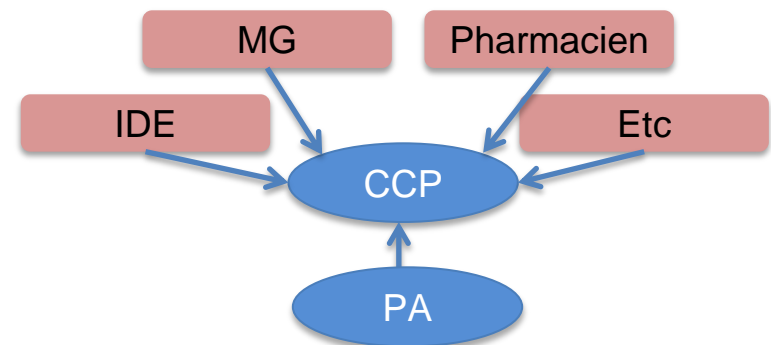 MG
Pharmacien
IDE
Etc
CCP
PA